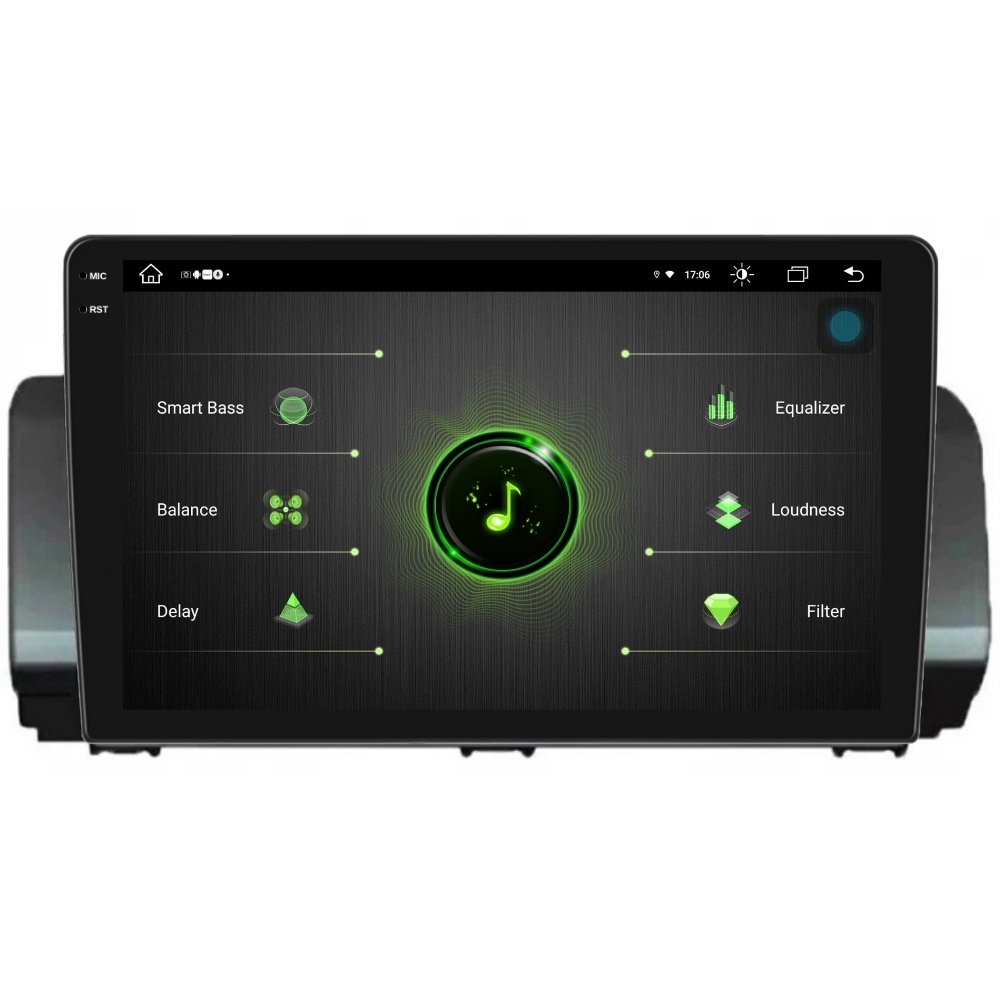 MIC
17:06
RST
Smart Bass
Equalizer
Balance
Loudness
Delay
Filter